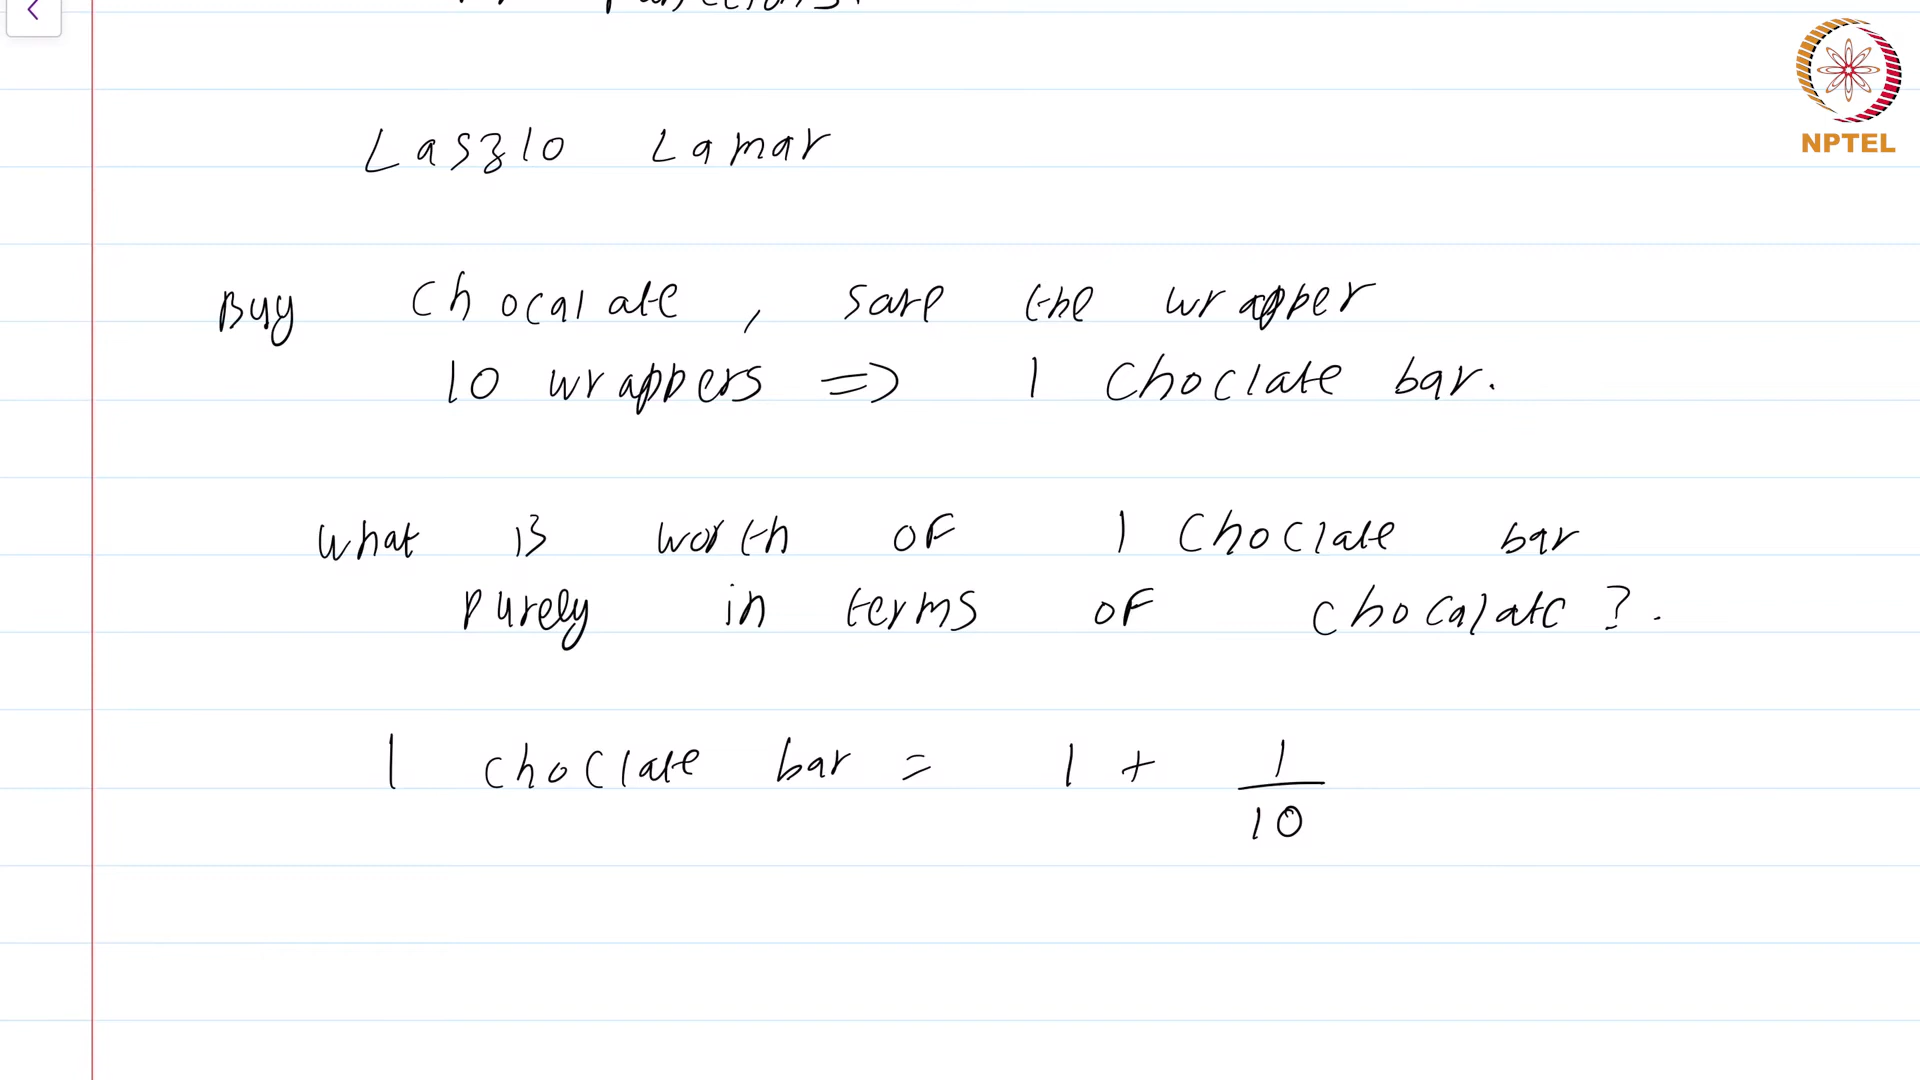 NPTEL
Laszlo Lamar
Buy chocalate, save the wrapper
10 wrappers => 1 choclate bar.
what is worth of 1 choclate bar
purely in terms of chocalate ?.
1 choclate bar = 1 + 1/10